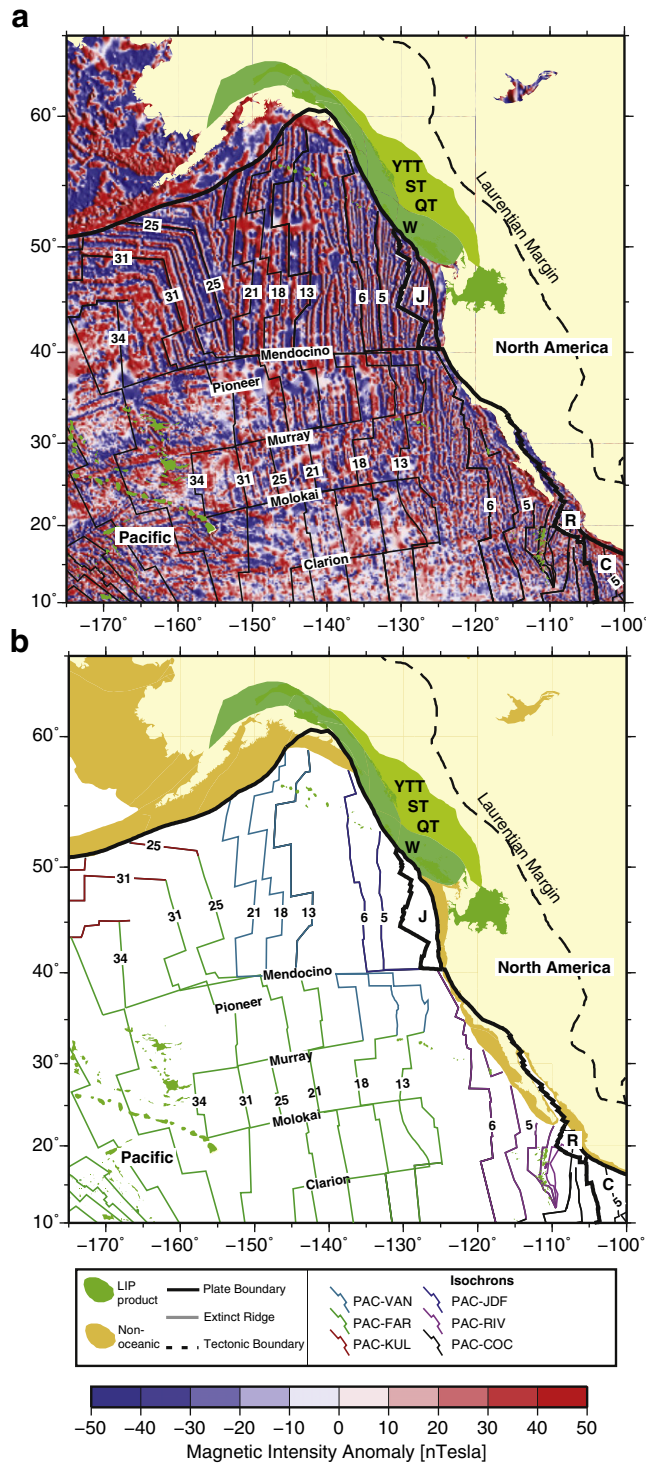 a
60°
50°
40°
30°
20°
10°
YTT
ST
QT
W
Laurentian Margin
25
31
31
25
21
18
13
6
5
J
34
North America
Mendocino
Pioneer
Murray
34
31
25
21
18
13
Molokai
6
5
R
Pacific
Clarion
C
5
−170° −160° −150° −140° −130° −120° −110° −100°
b
60°
50°
40°
30°
20°
10°
YTT
ST
QT
W
Laurentian Margin
25
31
31
25
21
18
13
6
5
J
34
North America
Mendocino
Pioneer
Murray
34
31
25
21
18
13
Molokai
6
5
R
Pacific
Clarion
C
5
−170° −160° −150° −140° −130° −120° −110° −100°
LIP product
Non-oceanic
Plate Boundary
Extinct Ridge
Tectonic Boundary
Isochrons
PAC-VAN
PAC-FAR
PAC-KUL
PAC-JDF
PAC-RIV
PAC-COC
−50 −40 −30 −20 −10 0 10 20 30 40 50
Magnetic Intensity Anomaly [nTesla]